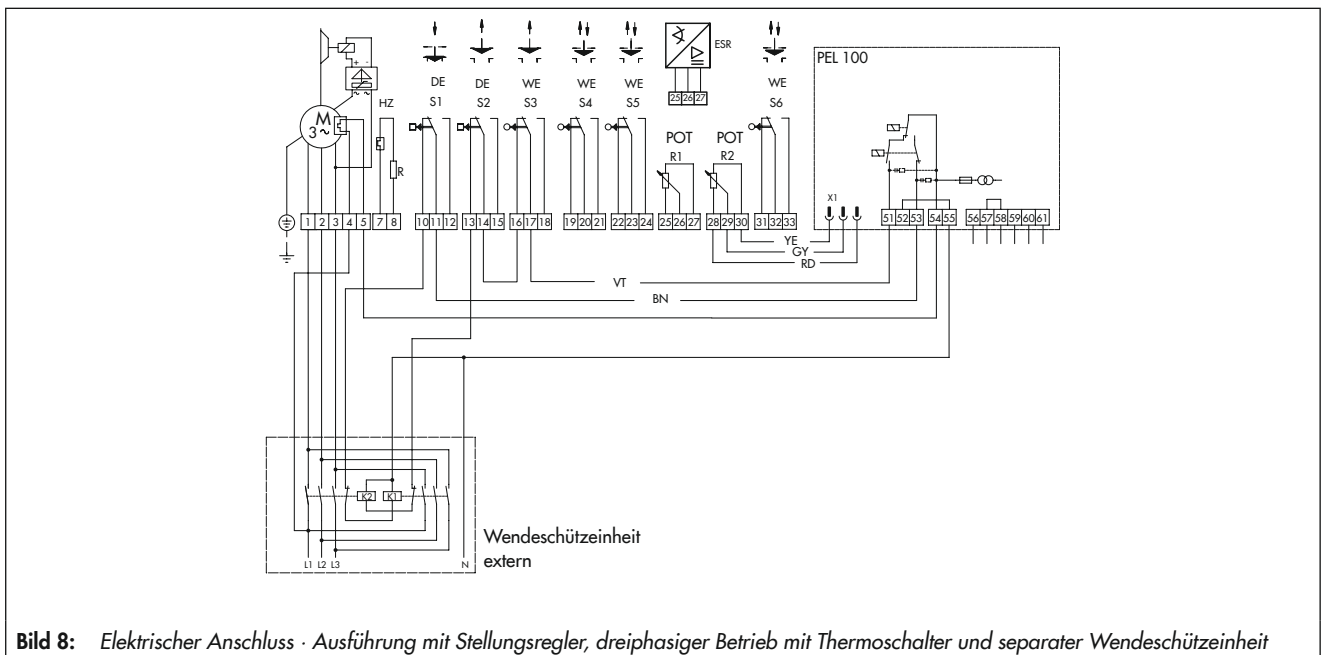 PEL 100
ESR
+ -
~ ~
M
3~
HZ
R
DE DE WE WE WE WE
S1 S2 S3 S4 S5 S6
25 26 27
POT POT
R1 R2
X1
1 2 3 4 5 7 8 10 11 12 13 14 15 16 17 18 19 20 21 22 23 24 25 26 27 28 29 30 31 32 33 51 52 53 54 55 56 57 58 59 60 61
YE
GY
RD
VT
BN
K2 K1
Wendeschützeinheit
extern
L1 L2 L3 N
Bild 8: Elektrischer Anschluss · Ausführung mit Stellungsregler, dreiphasiger Betrieb mit Thermoschalter und separater Wendeschützeinheit